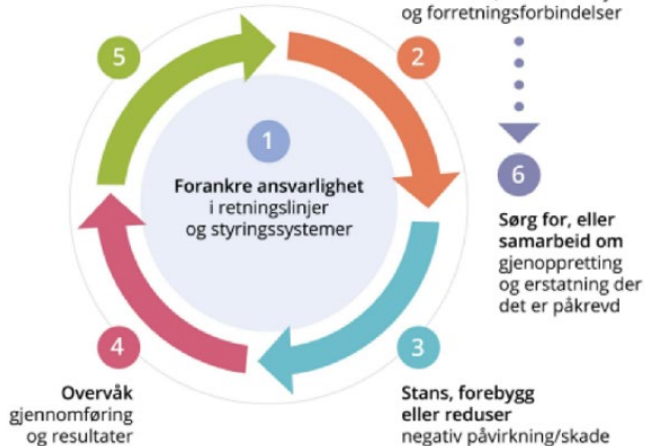 og forretningsforbindelser
5
2
1
Forankre ansvarlighet
i retningslinjer
og styringssystemer
6
Sørg for, eller
samarbeid om
gjenoppretting
og erstatning der
det er påkrevd
4
3
Overvåk
gjennomføring
og resultater
Stans, forebygg
eller reduser
negativ påvirkning/skade